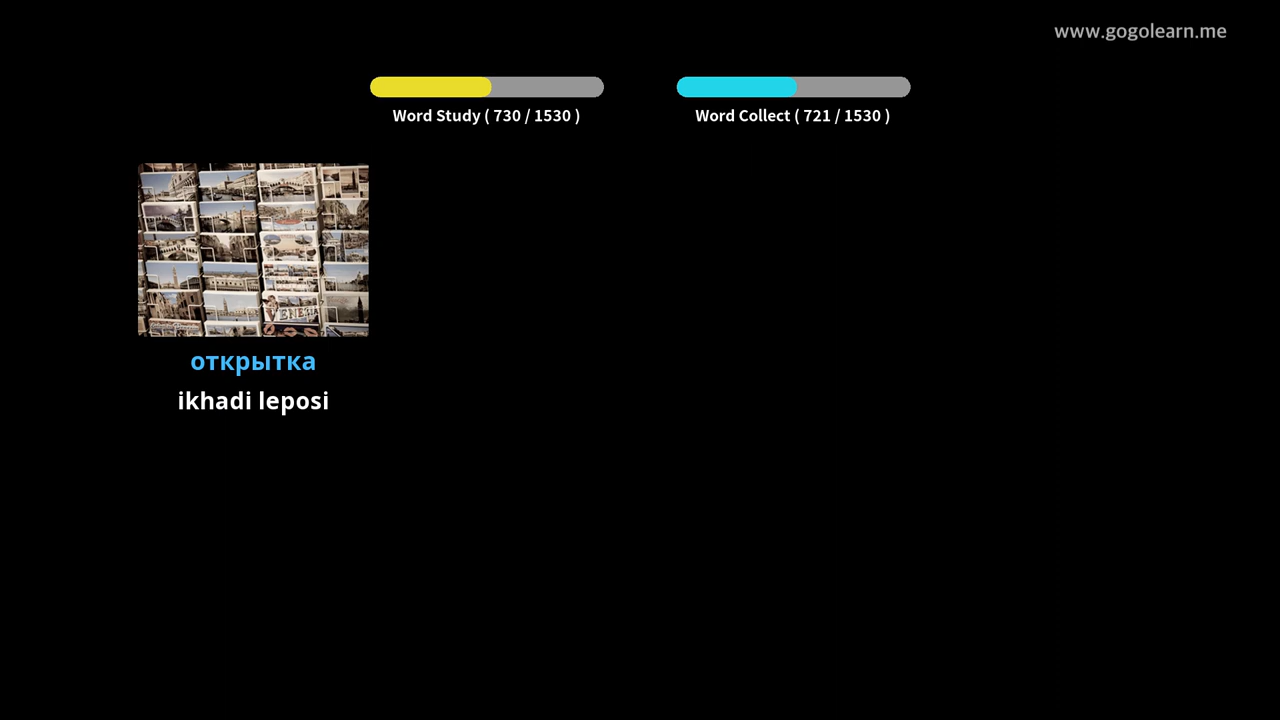 www.gogolearn.me
Word Study ( 730 / 1530 )
Word Collect ( 721 / 1530 )
открытка
ikhadi leposi